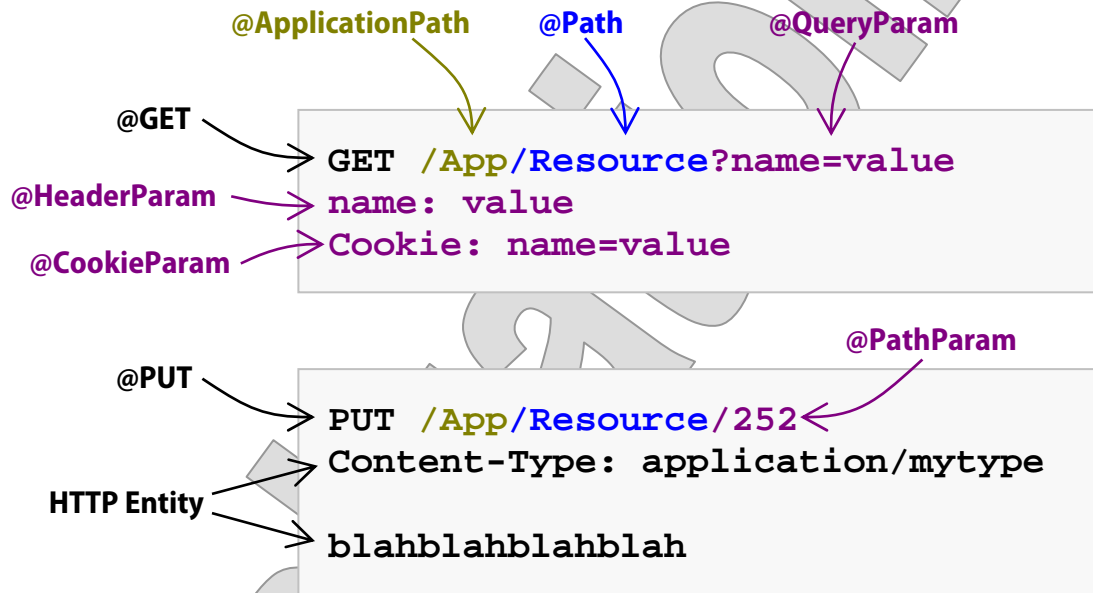 @ApplicationPath @Path @QueryParam
@GET
GET /App/Resource?name=value
@HeaderParam
name: value
Cookie: name=value
@CookieParam
@PathParam
@PUT
PUT /App/Resource/252
Content-Type: application/mytype
HTTP Entity
blahblahblahblah